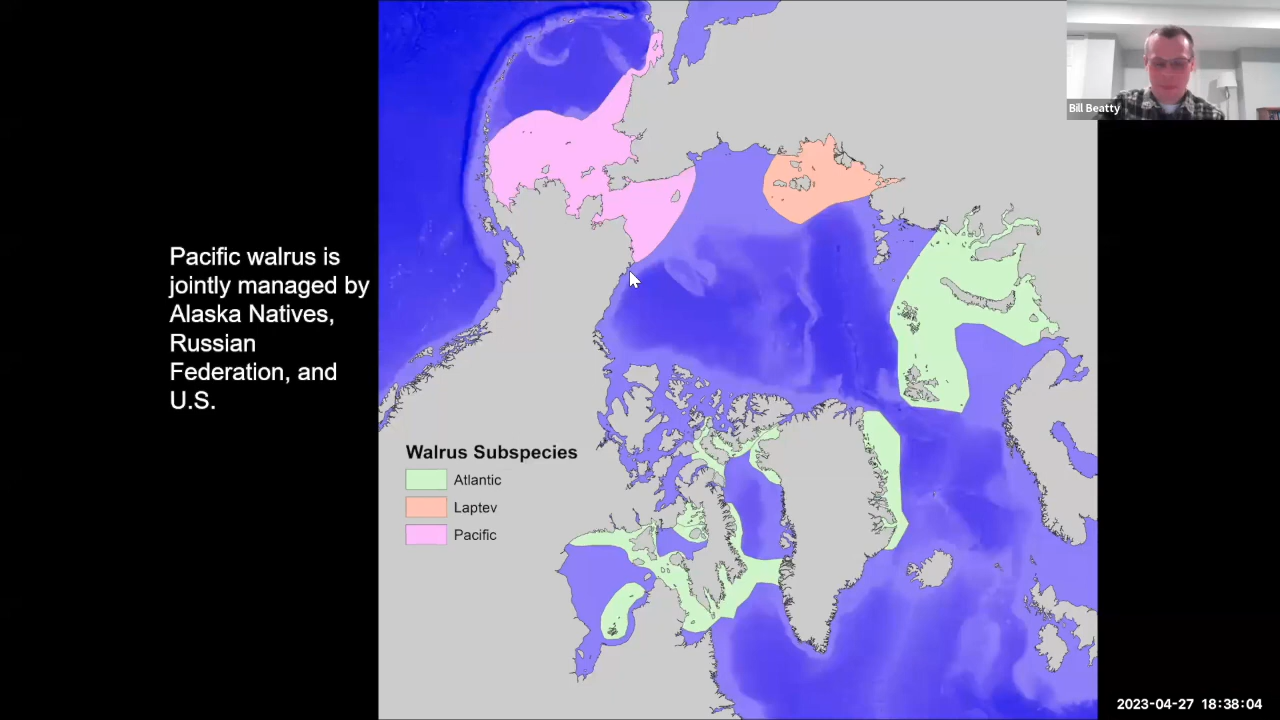 Bill Beatty
Pacific walrus is
jointly managed by
Alaska Natives,
Russian
Federation, and
U.S.
Walrus Subspecies
Atlantic
Laptev
Pacific
2023-04-27 18:38:04